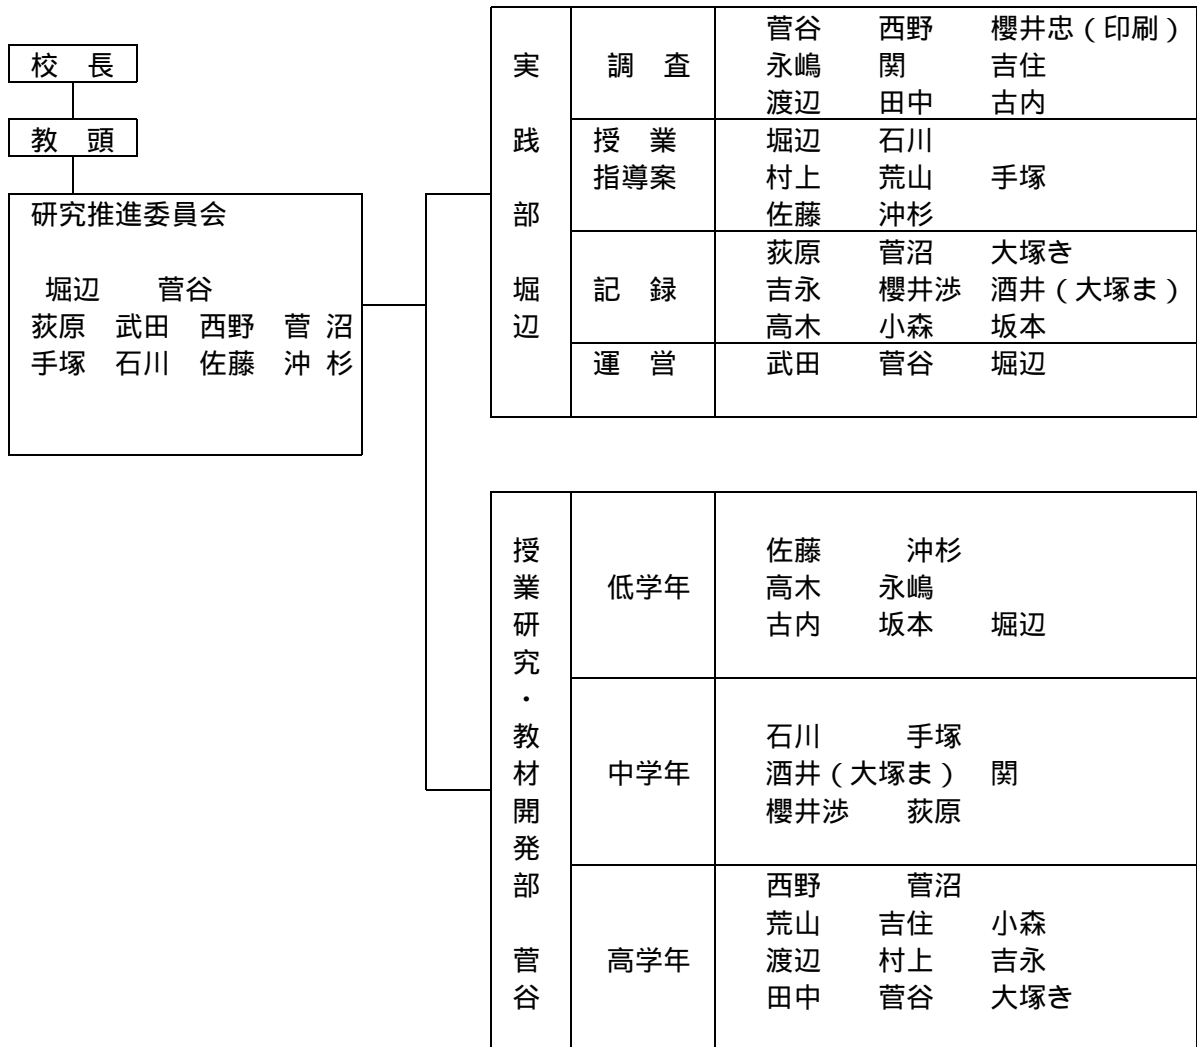 校　長
教　頭
研究推進委員会
堀辺　菅谷
荻原　武田　西野　菅 沼
手塚　石川　佐藤　沖 杉
実践部　堀辺
調　査
菅谷　西野　櫻井忠（印刷）
永嶋　関　吉住
渡辺　田中　古内
授　業
指導案
堀辺　石川
村上　荒山　手塚
佐藤　沖杉
記　録
荻原　菅沼　大塚き
吉永　櫻井渉　酒井（大塚ま）
高木　小森　坂本
運　営
武田　菅谷　堀辺
授業研究・教材開発部　菅谷
低学年
佐藤　沖杉
高木　永嶋
古内　坂本　堀辺
中学年
石川　手塚
酒井（大塚ま）　関
櫻井渉　荻原
高学年
西野　菅沼
荒山　吉住　小森
渡辺　村上　吉永
田中　菅谷　大塚き